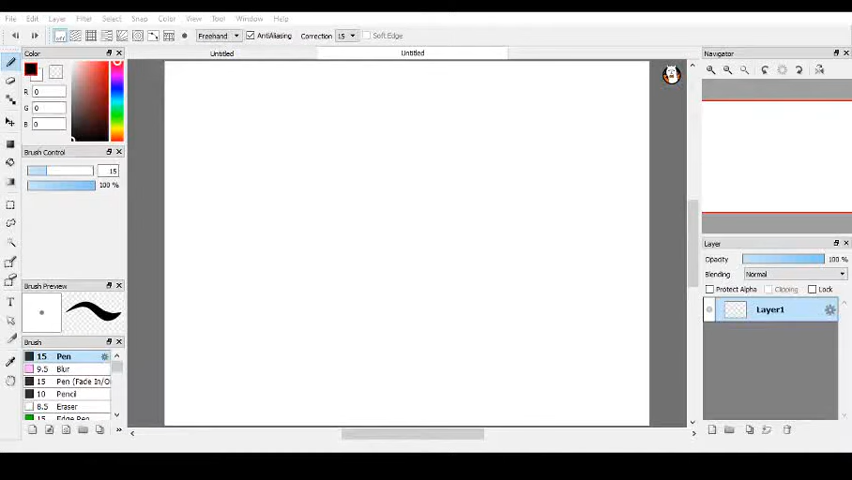 File Edit View Layer Filter Select Snap Color View Tool Window Help
off Freehand AntiAliasing Correction 15 Soft Edge
Color Untitled Untitled Navigator
R 0
G 0
B 0
Brush Control
15
100 %
Layer
Opacity 100 %
Blending Normal
Protect Alpha Clipping Lock
Brush Preview
Layer1
Brush
15 Pen
9.5 Blur
15 Pen (Fade In/O
10 Pencil
8.5 Eraser
15 Edge Pen